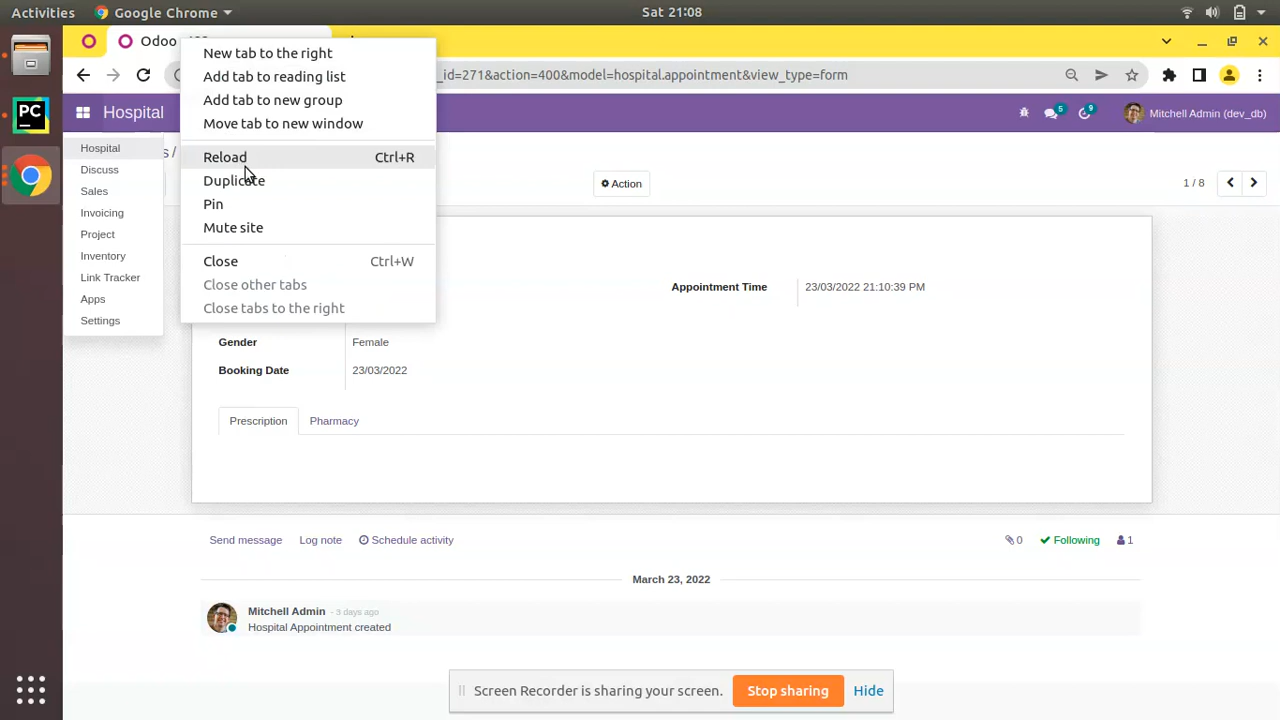 Activities
Google Chrome
Sat 21:08
Odoo
_id=271&action=400&model=hospital.appointment&view_type=form
Hospital
5
9
Mitchell Admin (dev_db)
New tab to the right
Add tab to reading list
Add tab to new group
Move tab to new window
Reload Ctrl+R
Duplicate
Pin
Mute site
Close Ctrl+W
Close other tabs
Close tabs to the right
Hospital
Discuss
Sales
Invoicing
Project
Inventory
Link Tracker
Apps
Settings
s /
Action
1 / 8
Appointment Time 23/03/2022 21:10:39 PM
Gender Female
Booking Date 23/03/2022
Prescription Pharmacy
Send message Log note Schedule activity
0 Following 1
March 23, 2022
Mitchell Admin - 3 days ago
Hospital Appointment created
PC
Screen Recorder is sharing your screen. Stop sharing Hide